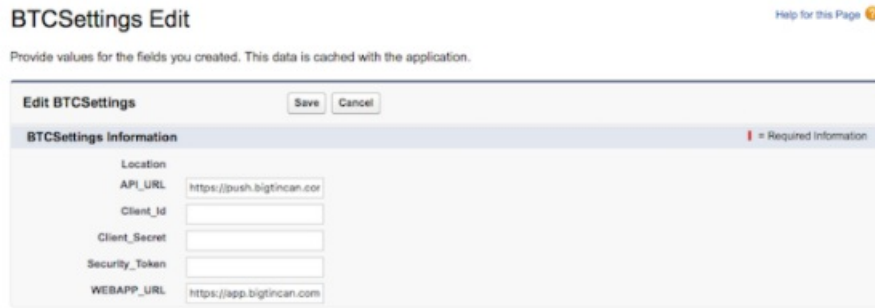 BTCSettings Edit
Help for this Page
Provide values for the fields you created. This data is cached with the application.
Edit BTCSettings Save Cancel
BTCSettings Information = Required Information
Location
API_URL https://push.bigtincan.cor
Client_Id
Client_Secret
Security_Token
WEBAPP_URL https://app.bigtincan.com